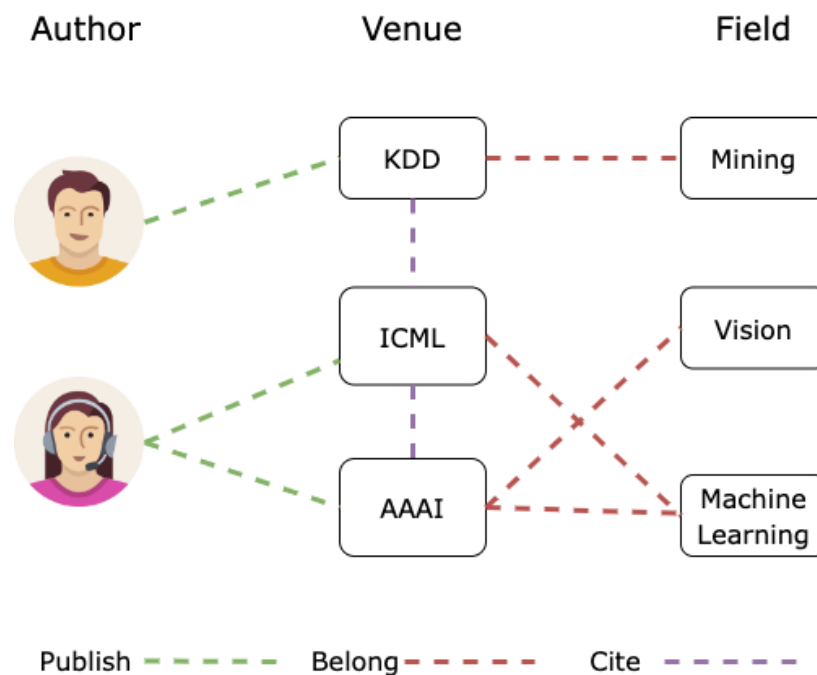 Author Venue Field
KDD Mining
ICML Vision
AAAI Machine
Learning
Publish Belong Cite